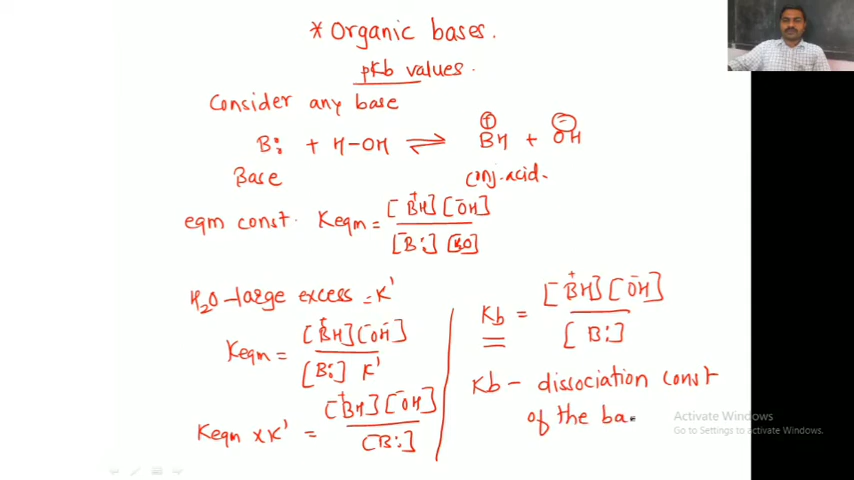 * Organic bases.
pKb values.
Consider any base
B: + H-OH ⇌ B⊕H + O⊖H
Base conj. acid.
eqm const. Keqm = [B⁺H] [ŌH] / [B:] [H₂O]
H₂O - large excess = K'
Keqm = [B⁺H] [ŌH] / [B:] K'
Keqm x K' = [B⁺H] [ŌH] / [B:]
Kb = [B⁺H] [ŌH] / [B:]
Kb - dissociation const
of the ba
Activate Windows
Go to Settings to activate Windows.